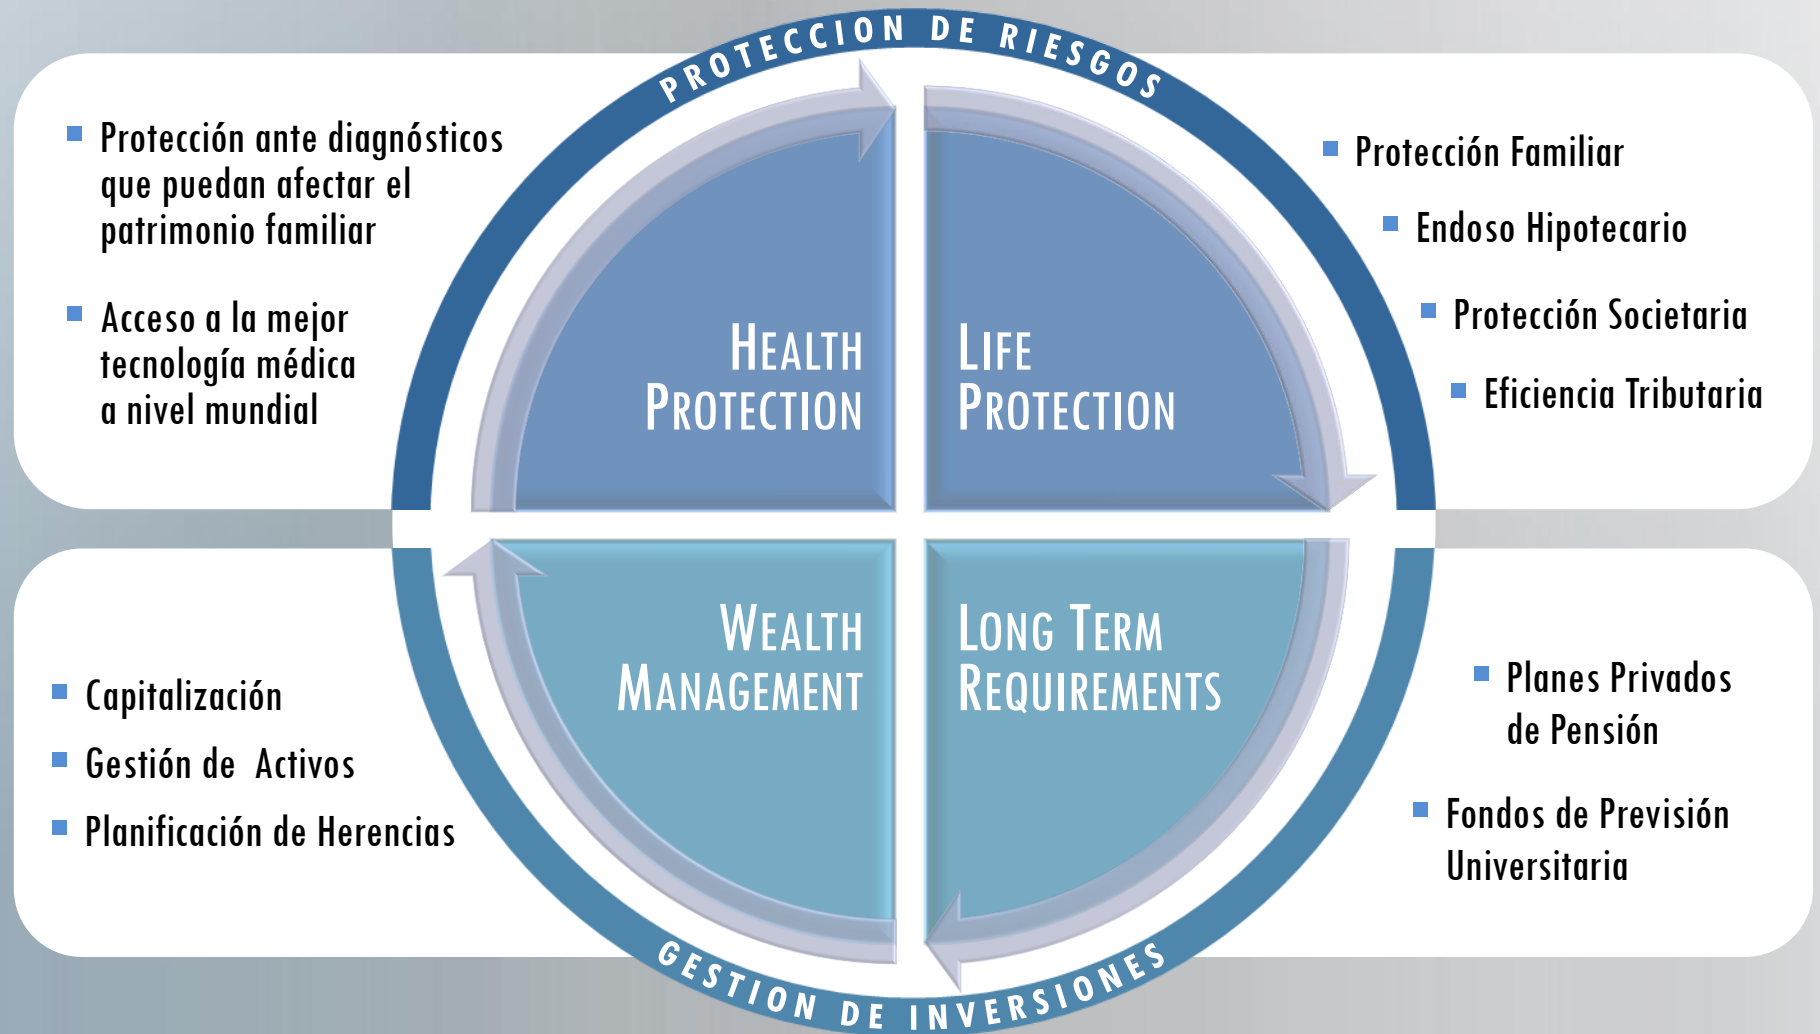 PROTECCION DE RIESGOS
Protección ante diagnósticos
que puedan afectar el
patrimonio familiar
Acceso a la mejor
tecnología médica
a nivel mundial
HEALTH
PROTECTION
LIFE
PROTECTION
Protección Familiar
Endoso Hipotecario
Protección Societaria
Eficiencia Tributaria
Capitalización
Gestión de Activos
Planificación de Herencias
WEALTH
MANAGEMENT
LONG TERM
REQUIREMENTS
Planes Privados
de Pensión
Fondos de Previsión
Universitaria
GESTION DE INVERSIONES